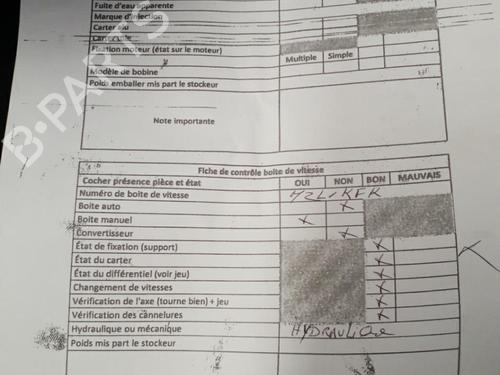 Fuite d'eau apparente
Marque d'injection
Carter eau
Carter
Fixation moteur (état sur le moteur)
Multiple Simple
Modèle de bobine
Poids emballer mis part le stockeur
Note importante
B-PARTS
Fiche de contrôle boite de vitesse
Cocher présence pièce et état OUI NON BON MAUVAIS
Numéro de boite de vitesse
Boite auto X
Boite manuel X
Convertisseur X
État de fixation (support) X
État du carter X
État du différentiel (voir jeu) X
Changement de vitesses X
Vérification de l'axe (tourne bien) + jeu X
Vérification des cannelures X
Hydraulique ou mécanique HYDRAULIQUE
Poids mis part le stockeur